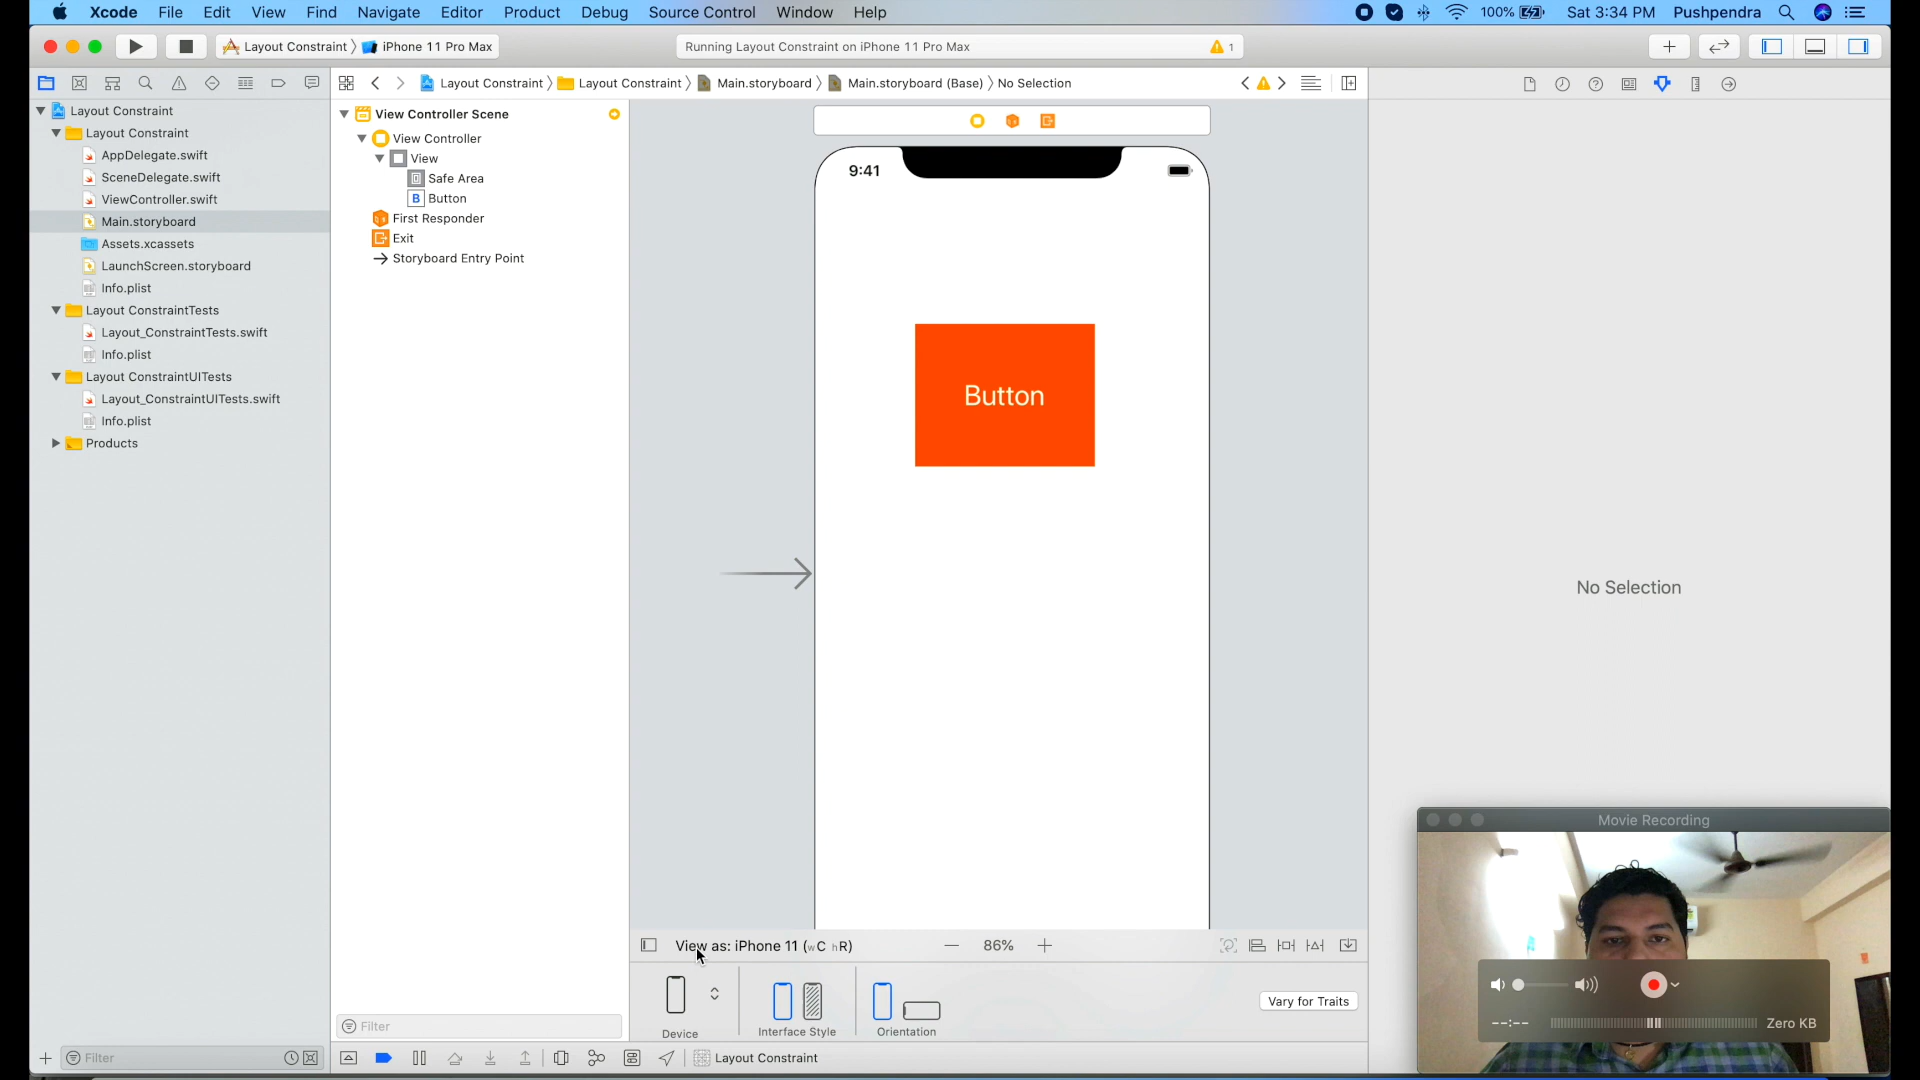 Xcode File Edit View Find Navigate Editor Product Debug Source Control Window Help 100% Sat 3:34 PM Pushpendra
Layout Constraint iPhone 11 Pro Max
Running Layout Constraint on iPhone 11 Pro Max
1
Layout Constraint Layout Constraint Main.storyboard Main.storyboard (Base) No Selection
Layout Constraint
Layout Constraint
AppDelegate.swift
SceneDelegate.swift
ViewController.swift
Main.storyboard
Assets.xcassets
LaunchScreen.storyboard
Info.plist
Layout ConstraintTests
Layout_ConstraintTests.swift
Info.plist
Layout ConstraintUITests
Layout_ConstraintUITests.swift
Info.plist
Products
View Controller Scene
View Controller
View
Safe Area
B Button
First Responder
Exit
Storyboard Entry Point
9:41
Button
No Selection
View as: iPhone 11 (wC hR)
86%
Device
Interface Style
Orientation
Vary for Traits
Filter
Filter
Layout Constraint
Movie Recording
--:--
Zero KB